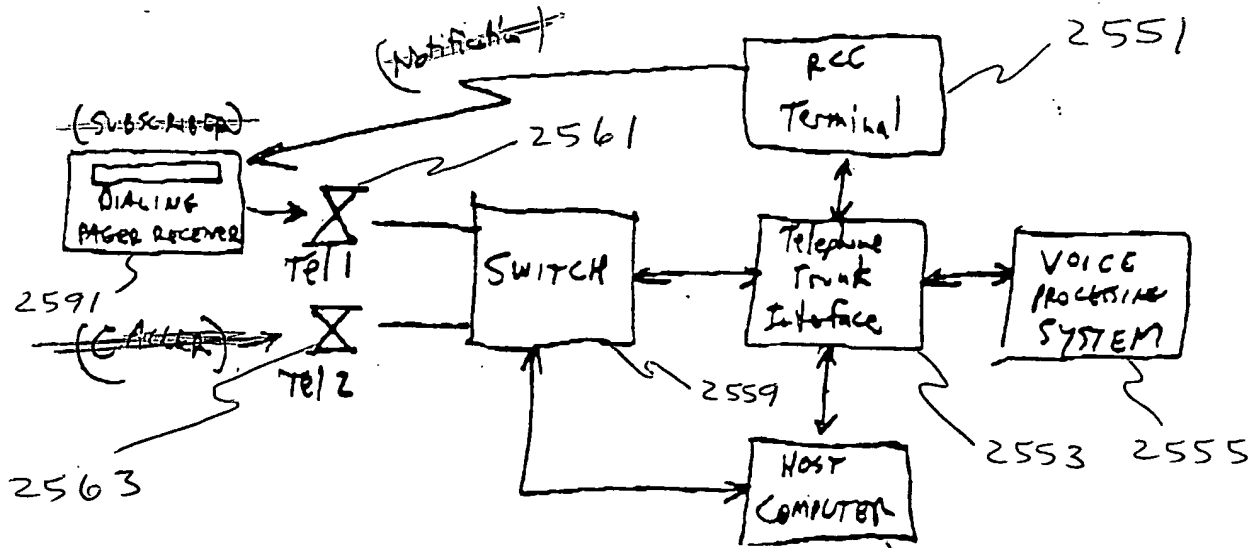 (Notification)
RCC
Terminal
2551
(SUBSCRIBER)
2561
DIALING
PAGER RECEIVER
Tel 1
SWITCH
Telephone
Trunk
Interface
VOICE
PROCESSING
SYSTEM
2591
(CALLER)
Tel 2
2559
2553
2555
2563
HOST
COMPUTER